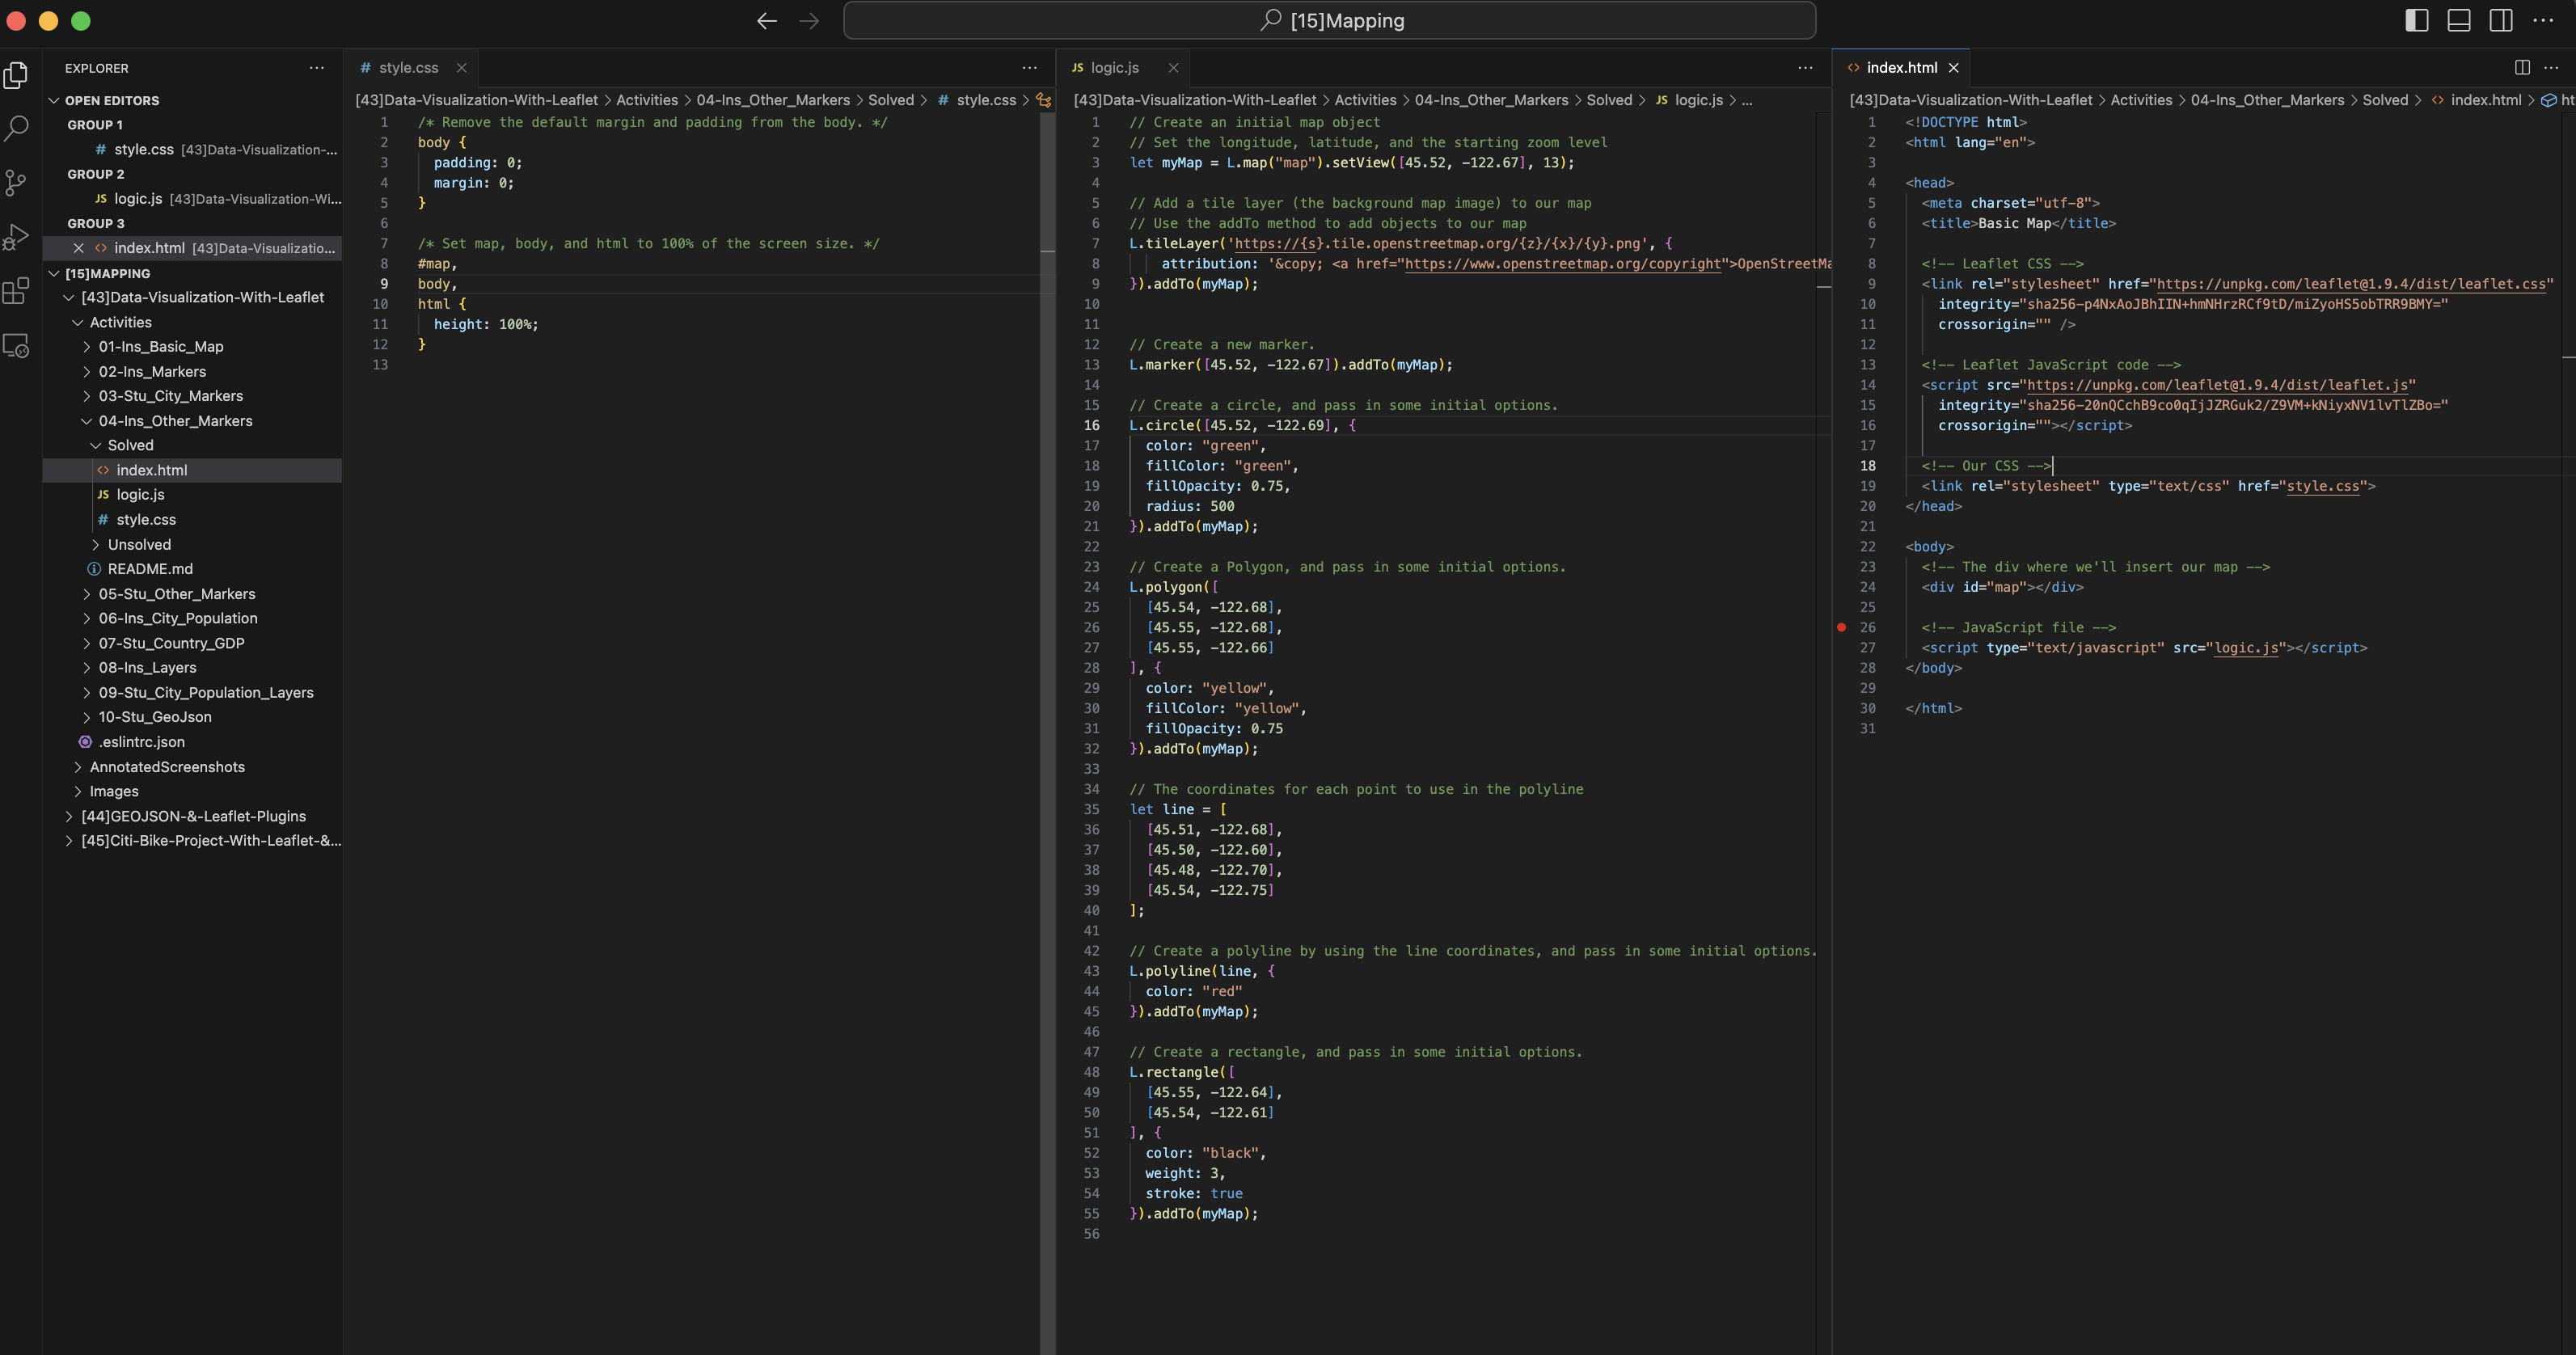 [15]Mapping
EXPLORER
OPEN EDITORS
GROUP 1
# style.css [43]Data-Visualization-...
GROUP 2
JS logic.js [43]Data-Visualization-Wi...
GROUP 3
index.html [43]Data-Visualizatio...
[15]MAPPING
[43]Data-Visualization-With-Leaflet
Activities
01-Ins_Basic_Map
02-Ins_Markers
03-Stu_City_Markers
04-Ins_Other_Markers
Solved
index.html
JS logic.js
# style.css
Unsolved
README.md
05-Stu_Other_Markers
06-Ins_City_Population
07-Stu_Country_GDP
08-Ins_Layers
09-Stu_City_Population_Layers
10-Stu_GeoJson
.eslintrc.json
AnnotatedScreenshots
Images
[44]GEOJSON-&-Leaflet-Plugins
[45]Citi-Bike-Project-With-Leaflet-&...
# style.css
[43]Data-Visualization-With-Leaflet > Activities > 04-Ins_Other_Markers > Solved > # style.css >
1 /* Remove the default margin and padding from the body. */
2 body {
3 padding: 0;
4 margin: 0;
5 }
6
7 /* Set map, body, and html to 100% of the screen size. */
8 #map,
9 body,
10 html {
11 height: 100%;
12 }
13
JS logic.js
[43]Data-Visualization-With-Leaflet > Activities > 04-Ins_Other_Markers > Solved > JS logic.js > ...
1 // Create an initial map object
2 // Set the longitude, latitude, and the starting zoom level
3 let myMap = L.map("map").setView([45.52, -122.67], 13);
4
5 // Add a tile layer (the background map image) to our map
6 // Use the addTo method to add objects to our map
7 L.tileLayer('https://{s}.tile.openstreetmap.org/{z}/{x}/{y}.png', {
8 attribution: '&copy; <a href="https://www.openstreetmap.org/copyright">OpenStreetMa
9 }).addTo(myMap);
10
11
12 // Create a new marker.
13 L.marker([45.52, -122.67]).addTo(myMap);
14
15 // Create a circle, and pass in some initial options.
16 L.circle([45.52, -122.69], {
17 color: "green",
18 fillColor: "green",
19 fillOpacity: 0.75,
20 radius: 500
21 }).addTo(myMap);
22
23 // Create a Polygon, and pass in some initial options.
24 L.polygon([
25 [45.54, -122.68],
26 [45.55, -122.68],
27 [45.55, -122.66]
28 ], {
29 color: "yellow",
30 fillColor: "yellow",
31 fillOpacity: 0.75
32 }).addTo(myMap);
33
34 // The coordinates for each point to use in the polyline
35 let line = [
36 [45.51, -122.68],
37 [45.50, -122.60],
38 [45.48, -122.70],
39 [45.54, -122.75]
40 ];
41
42 // Create a polyline by using the line coordinates, and pass in some initial options.
43 L.polyline(line, {
44 color: "red"
45 }).addTo(myMap);
46
47 // Create a rectangle, and pass in some initial options.
48 L.rectangle([
49 [45.55, -122.64],
50 [45.54, -122.61]
51 ], {
52 color: "black",
53 weight: 3,
54 stroke: true
55 }).addTo(myMap);
56
index.html
[43]Data-Visualization-With-Leaflet > Activities > 04-Ins_Other_Markers > Solved > index.html > ht
1 <!DOCTYPE html>
2 <html lang="en">
3
4 <head>
5 <meta charset="utf-8">
6 <title>Basic Map</title>
7
8 <!-- Leaflet CSS -->
9 <link rel="stylesheet" href="https://unpkg.com/leaflet@1.9.4/dist/leaflet.css"
10 integrity="sha256-p4NxAoJBhIIN+hmNHrzRCf9tD/miZyoHS5obTRR9BMY="
11 crossorigin="" />
12
13 <!-- Leaflet JavaScript code -->
14 <script src="https://unpkg.com/leaflet@1.9.4/dist/leaflet.js"
15 integrity="sha256-20nQCchB9co0qIjJZRGuk2/Z9VM+kNiyxNV1lvTlZBo="
16 crossorigin=""></script>
17
18 <!-- Our CSS -->
19 <link rel="stylesheet" type="text/css" href="style.css">
20 </head>
21
22 <body>
23 <!-- The div where we'll insert our map -->
24 <div id="map"></div>
25
26 <!-- JavaScript file -->
27 <script type="text/javascript" src="logic.js"></script>
28 </body>
29
30 </html>
31